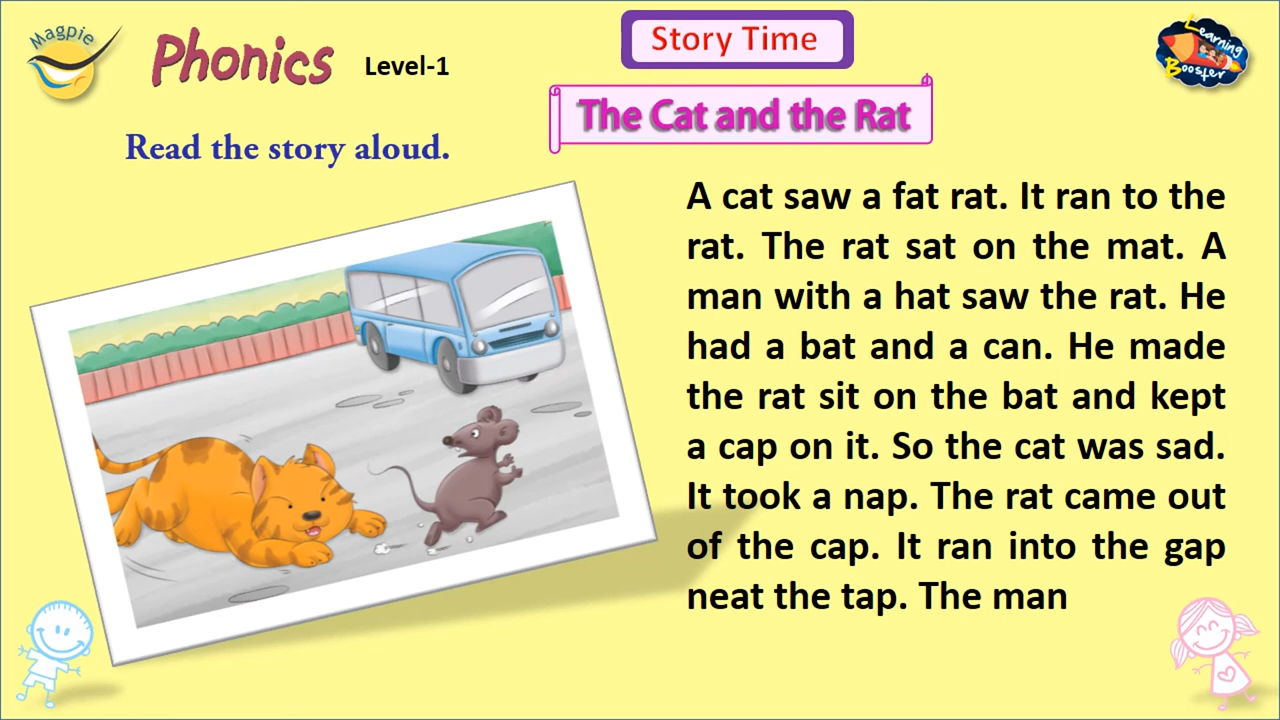 Magpie
Phonics
Level-1
Story Time
Learning
Booster
The Cat and the Rat
Read the story aloud.
A cat saw a fat rat. It ran to the
rat. The rat sat on the mat. A
man with a hat saw the rat. He
had a bat and a can. He made
the rat sit on the bat and kept
a cap on it. So the cat was sad.
It took a nap. The rat came out
of the cap. It ran into the gap
neat the tap. The man